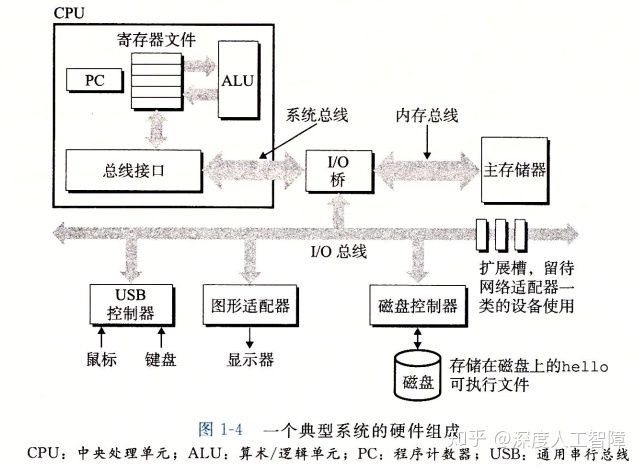 CPU
寄存器文件
PC
ALU
系统总线
内存总线
总线接口
I/O
桥
主存储器
I/O 总线
扩展槽，留待
网络适配器一
类的设备使用
USB
控制器
图形适配器
磁盘控制器
鼠标
键盘
显示器
磁盘
存储在磁盘上的hello
可执行文件
图 1-4 一个典型系统的硬件组成
知乎 @深度人工智障
CPU：中央处理单元；ALU：算术/逻辑单元；PC：程序计数器；USB：通用串行总线